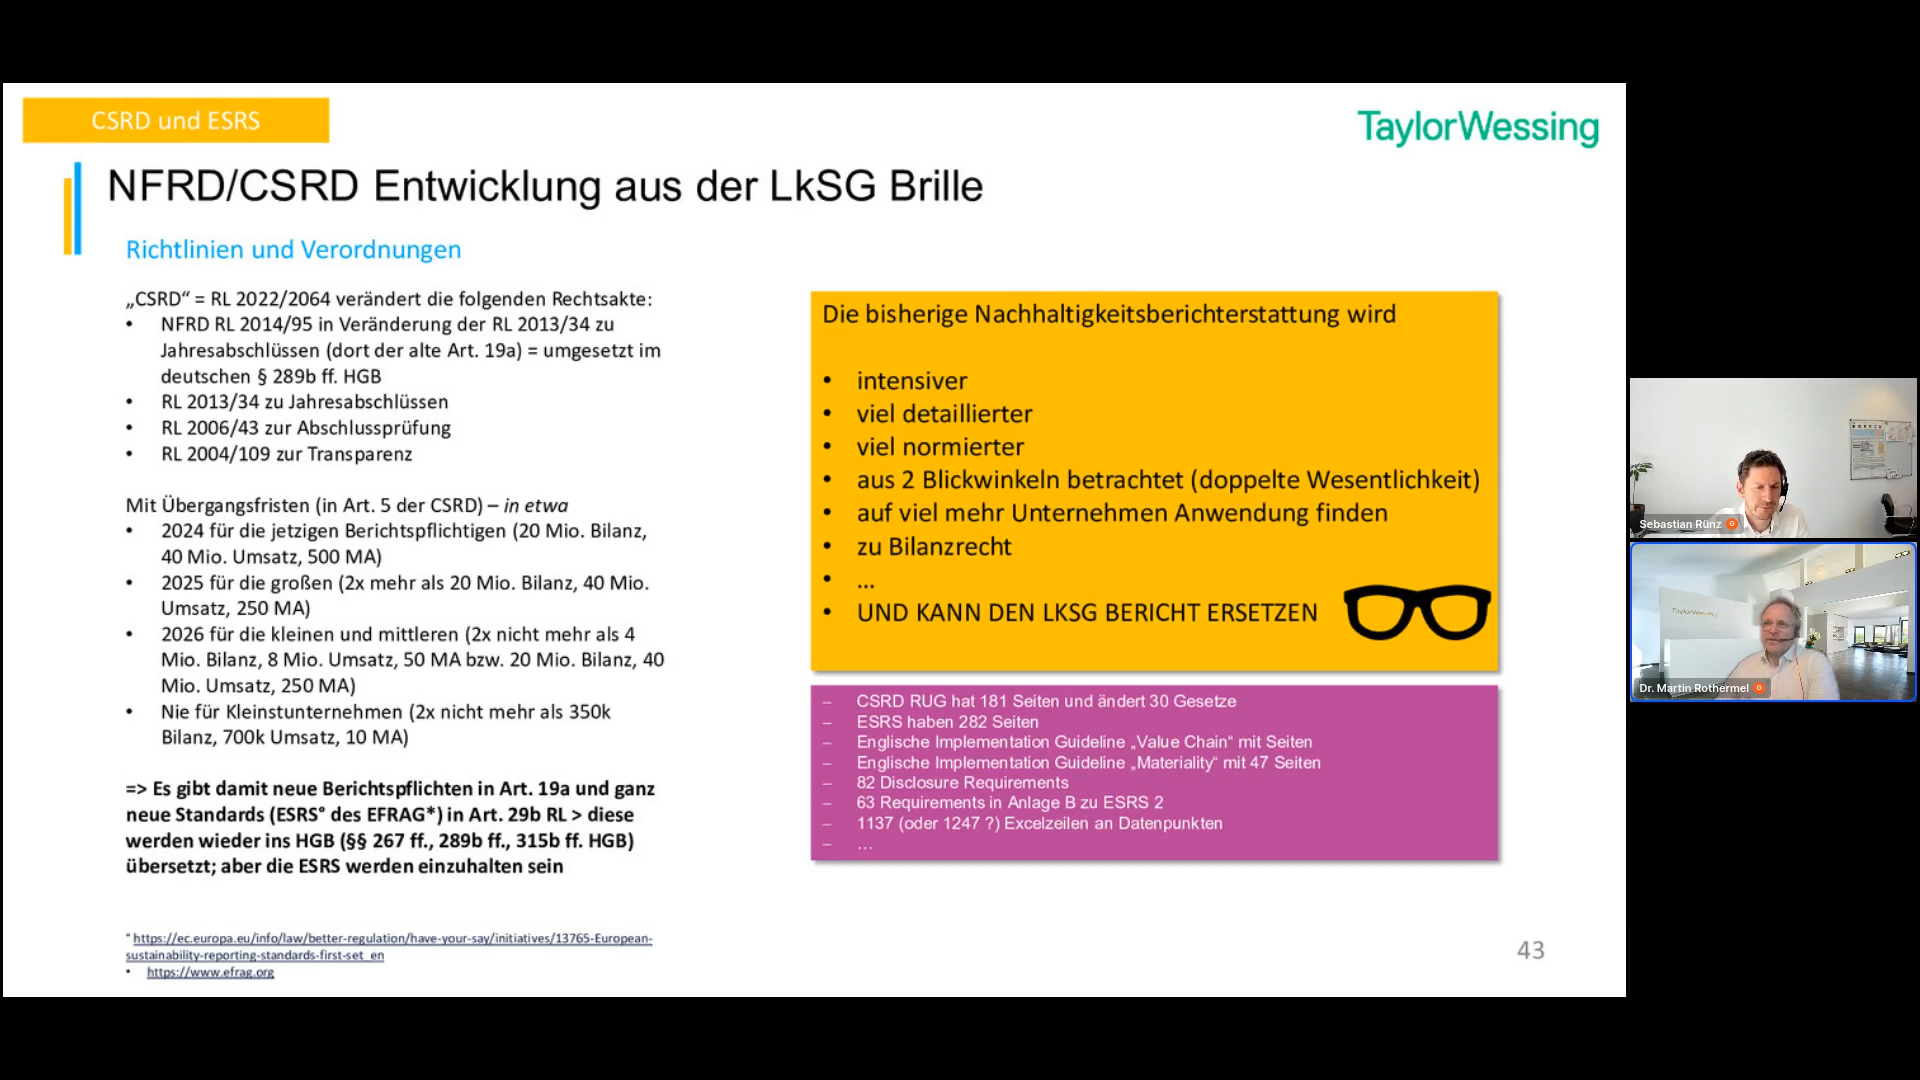 CSRD und ESRS
TaylorWessing
NFRD/CSRD Entwicklung aus der LkSG Brille
Richtlinien und Verordnungen
„CSRD“ = RL 2022/2064 verändert die folgenden Rechtsakte:
• NFRD RL 2014/95 in Veränderung der RL 2013/34 zu
Jahresabschlüssen (dort der alte Art. 19a) = umgesetzt im
deutschen § 289b ff. HGB
• RL 2013/34 zu Jahresabschlüssen
• RL 2006/43 zur Abschlussprüfung
• RL 2004/109 zur Transparenz
Mit Übergangsfristen (in Art. 5 der CSRD) – in etwa
• 2024 für die jetzigen Berichtspflichtigen (20 Mio. Bilanz,
40 Mio. Umsatz, 500 MA)
• 2025 für die großen (2x mehr als 20 Mio. Bilanz, 40 Mio.
Umsatz, 250 MA)
• 2026 für die kleinen und mittleren (2x nicht mehr als 4
Mio. Bilanz, 8 Mio. Umsatz, 50 MA bzw. 20 Mio. Bilanz, 40
Mio. Umsatz, 250 MA)
• Nie für Kleinstunternehmen (2x nicht mehr als 350k
Bilanz, 700k Umsatz, 10 MA)
=> Es gibt damit neue Berichtspflichten in Art. 19a und ganz
neue Standards (ESRS° des EFRAG*) in Art. 29b RL > diese
werden wieder ins HGB (§§ 267 ff., 289b ff., 315b ff. HGB)
übersetzt; aber die ESRS werden einzuhalten sein
° https://ec.europa.eu/info/law/better-regulation/have-your-say/initiatives/13765-European-
sustainability-reporting-standards-first-set_en
• https://www.efrag.org
Die bisherige Nachhaltigkeitsberichterstattung wird
• intensiver
• viel detaillierter
• viel normierter
• aus 2 Blickwinkeln betrachtet (doppelte Wesentlichkeit)
• auf viel mehr Unternehmen Anwendung finden
• zu Bilanzrecht
• ...
• UND KANN DEN LKSG BERICHT ERSETZEN
– CSRD RUG hat 181 Seiten und ändert 30 Gesetze
– ESRS haben 282 Seiten
– Englische Implementation Guideline „Value Chain“ mit Seiten
– Englische Implementation Guideline „Materiality“ mit 47 Seiten
– 82 Disclosure Requirements
– 63 Requirements in Anlage B zu ESRS 2
– 1137 (oder 1247 ?) Excelzeilen an Datenpunkten
– ...
43
Sebastian Rünz
TaylorWessing
Dr. Martin Rothermel